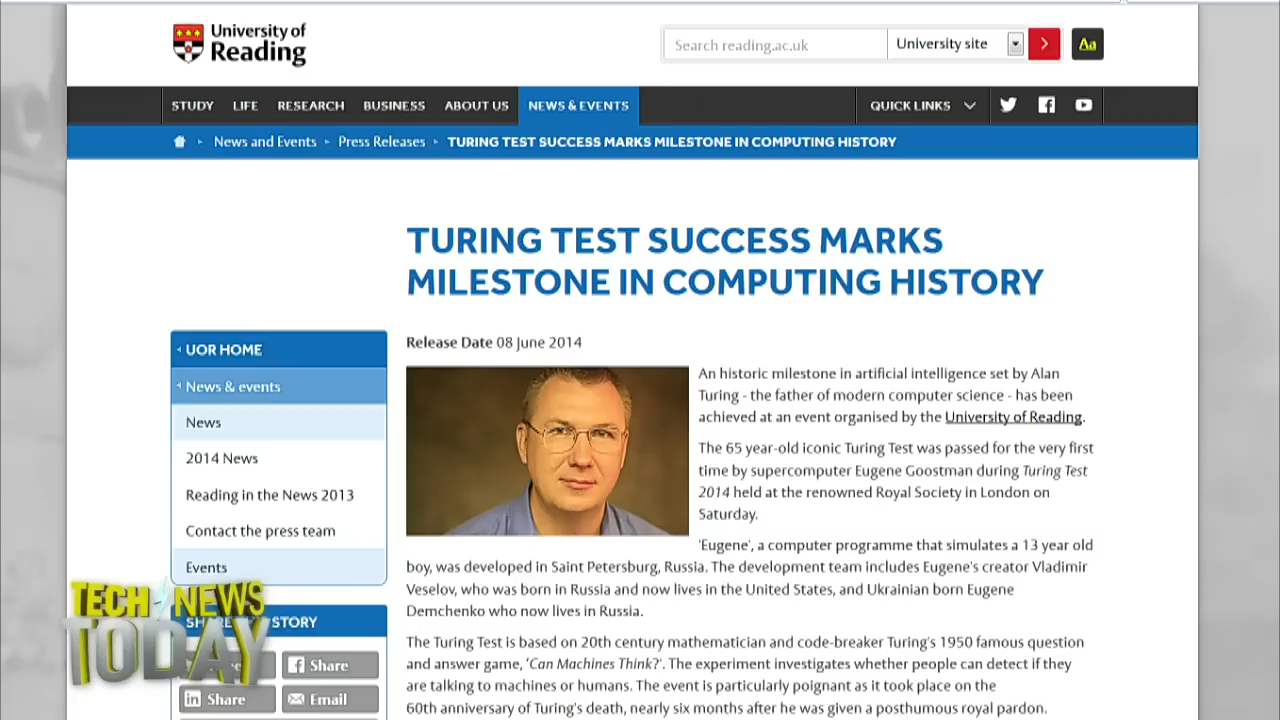 University of
Reading
Search reading.ac.uk
University site
Aa
STUDY LIFE RESEARCH BUSINESS ABOUT US NEWS & EVENTS QUICK LINKS
News and Events Press Releases TURING TEST SUCCESS MARKS MILESTONE IN COMPUTING HISTORY
TURING TEST SUCCESS MARKS
MILESTONE IN COMPUTING HISTORY
Release Date 08 June 2014
An historic milestone in artificial intelligence set by Alan
Turing - the father of modern computer science - has been
achieved at an event organised by the University of Reading.
The 65 year-old iconic Turing Test was passed for the very first
time by supercomputer Eugene Goostman during Turing Test
2014 held at the renowned Royal Society in London on
Saturday.
'Eugene', a computer programme that simulates a 13 year old
boy, was developed in Saint Petersburg, Russia. The development team includes Eugene's creator Vladimir
Veselov, who was born in Russia and now lives in the United States, and Ukrainian born Eugene
Demchenko who now lives in Russia.
The Turing Test is based on 20th century mathematician and code-breaker Turing's 1950 famous question
and answer game, 'Can Machines Think?'. The experiment investigates whether people can detect if they
are talking to machines or humans. The event is particularly poignant as it took place on the
60th anniversary of Turing's death, nearly six months after he was given a posthumous royal pardon.
UOR HOME
News & events
News
2014 News
Reading in the News 2013
Contact the press team
Events
STORY
Share
in Share
Email
TECH NEWS
TODAY